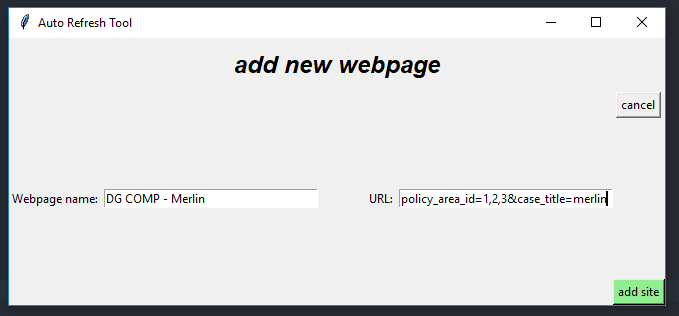 Auto Refresh Tool
add new webpage
cancel
Webpage name: DG COMP - Merlin URL: policy_area_id=1,2,3&case_title=merlin
add site